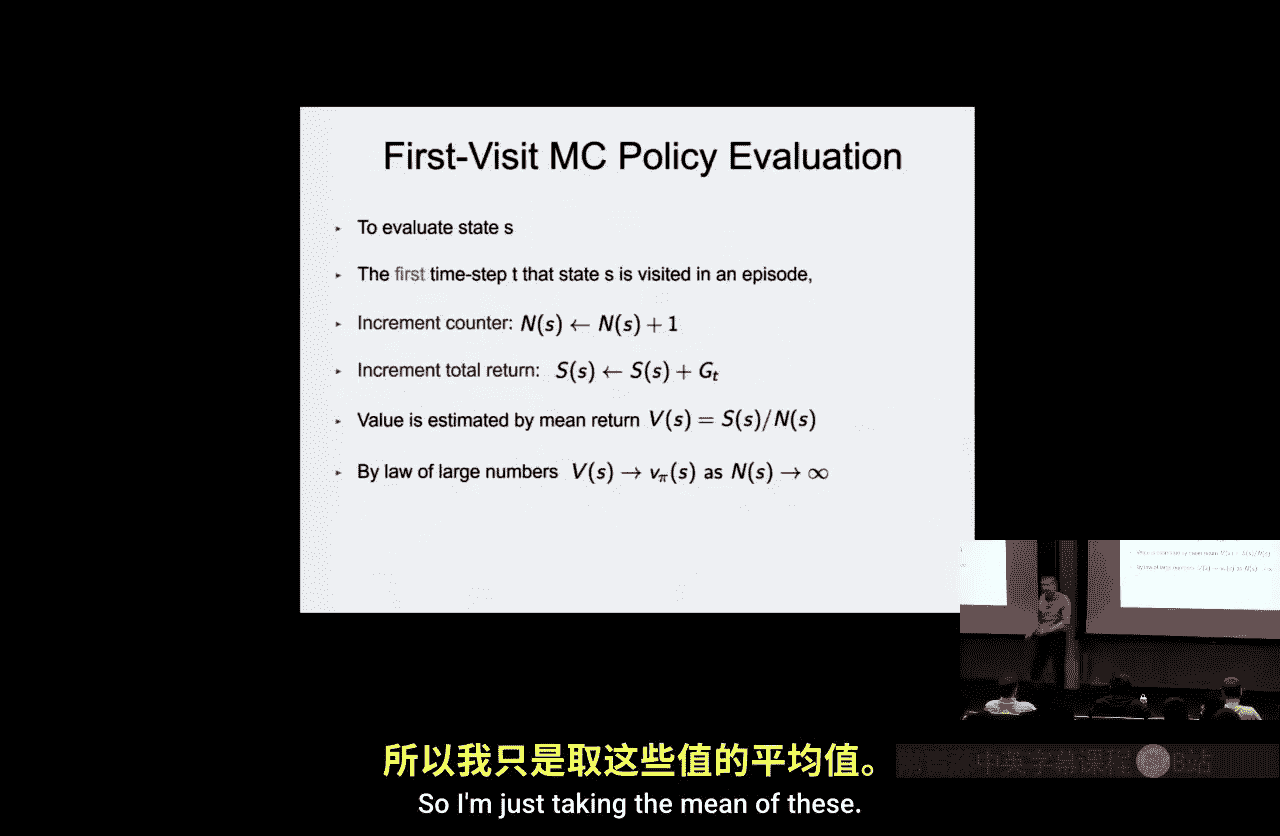 First-Visit MC Policy Evaluation
To evaluate state s
The first time-step t that state s is visited in an episode,
Increment counter: N(s) ← N(s) + 1
Increment total return: S(s) ← S(s) + Gₜ
Value is estimated by mean return V(s) = S(s)/N(s)
By law of large numbers V(s) → vπ(s) as N(s) → ∞
所以我只是取这些值的平均值。
So I'm just taking the mean of these.